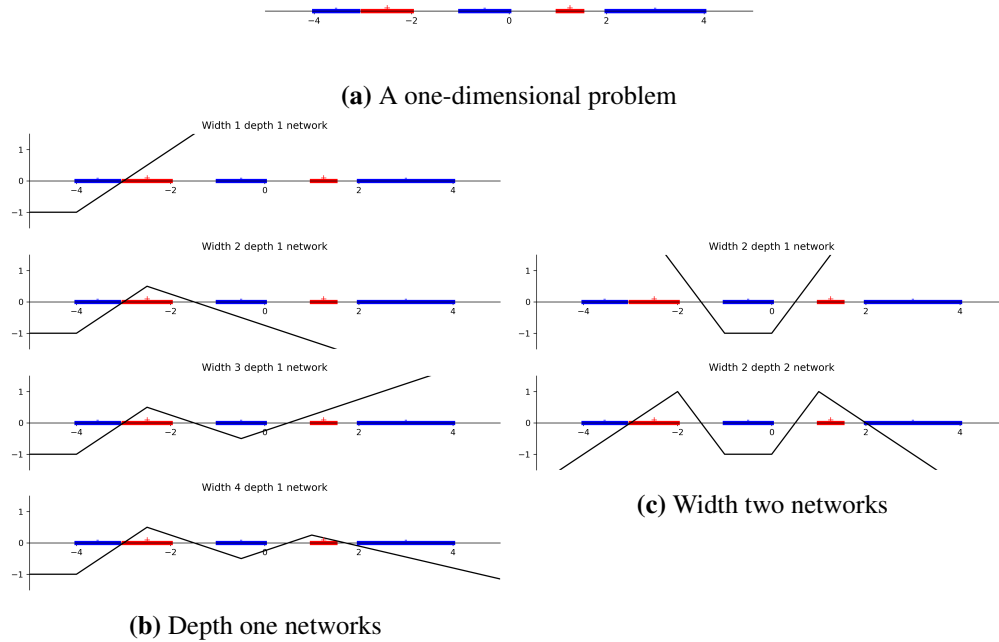 −4 −2 0 2 4
(a) A one-dimensional problem
Width 1 depth 1 network
1
0
−1
−4 −2 0 2 4
Width 2 depth 1 network
1
0
−1
−4 −2 0 2 4
Width 3 depth 1 network
1
0
−1
−4 −2 0 2 4
Width 4 depth 1 network
1
0
−1
−4 −2 0 2 4
(b) Depth one networks
Width 2 depth 1 network
1
0
−1
−4 −2 0 2 4
Width 2 depth 2 network
1
0
−1
−4 −2 0 2 4
(c) Width two networks